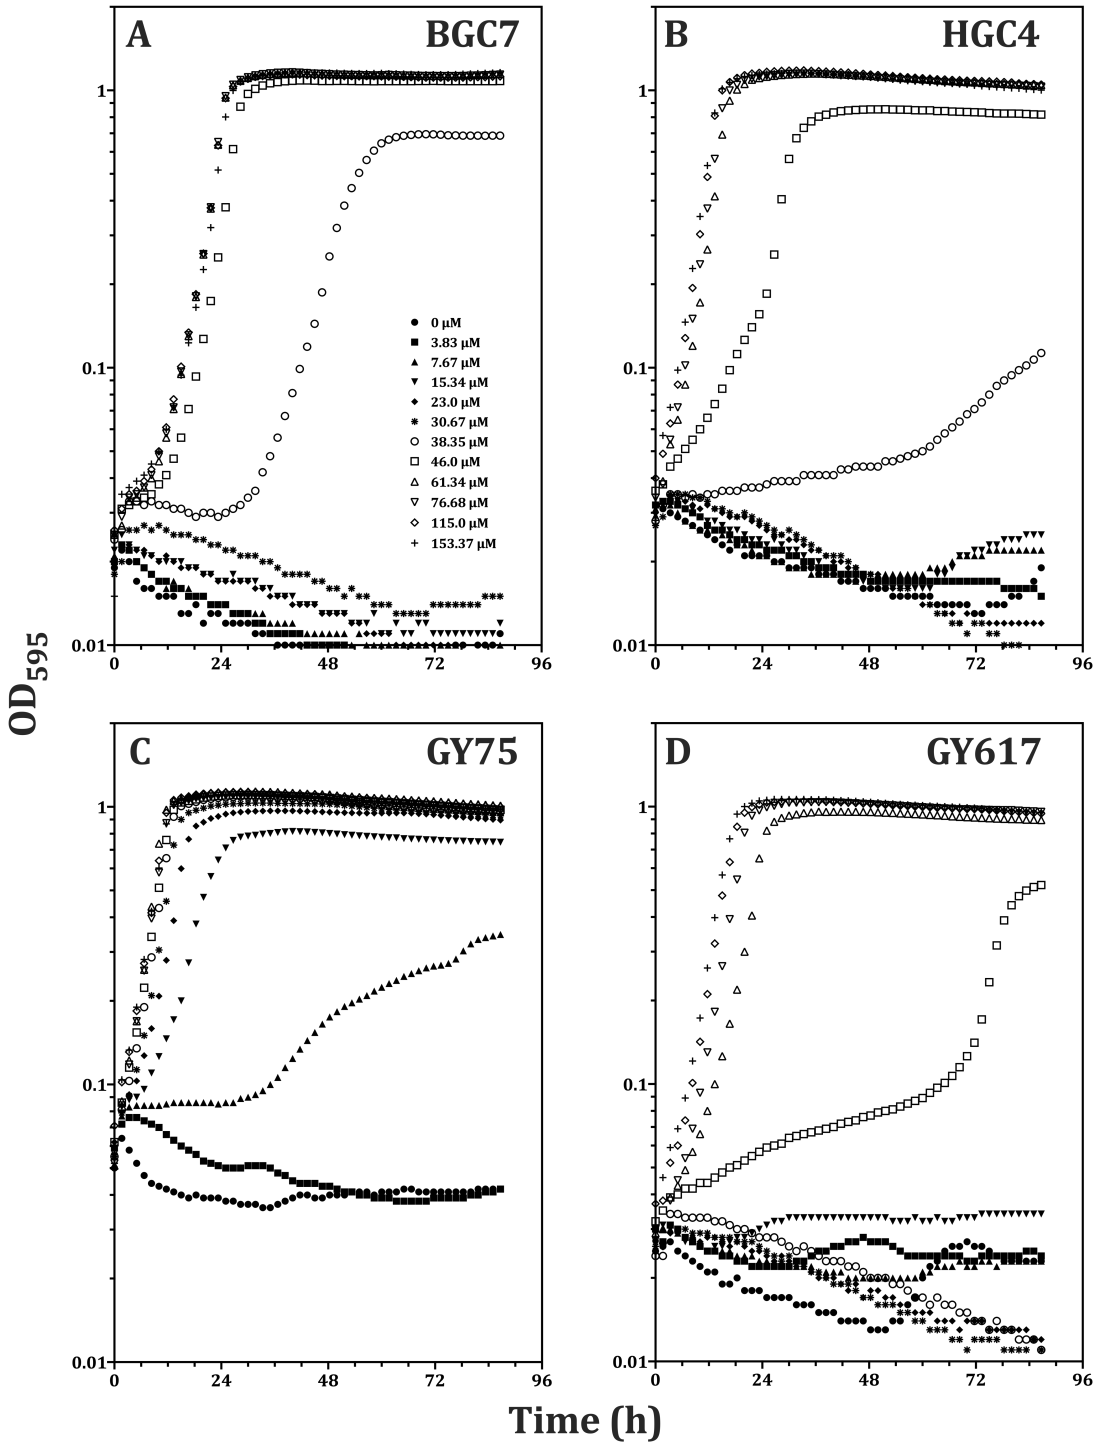 A BGC7
B HGC4
1
0.1
0.01
0 24 48 72 96
0 µM
3.83 µM
7.67 µM
15.34 µM
23.0 µM
30.67 µM
38.35 µM
46.0 µM
61.34 µM
76.68 µM
115.0 µM
153.37 µM
1
0.1
0.01
0 24 48 72 96
OD595
C GY75
D GY617
1
0.1
0.01
0 24 48 72 96
1
0.1
0.01
0 24 48 72 96
Time (h)